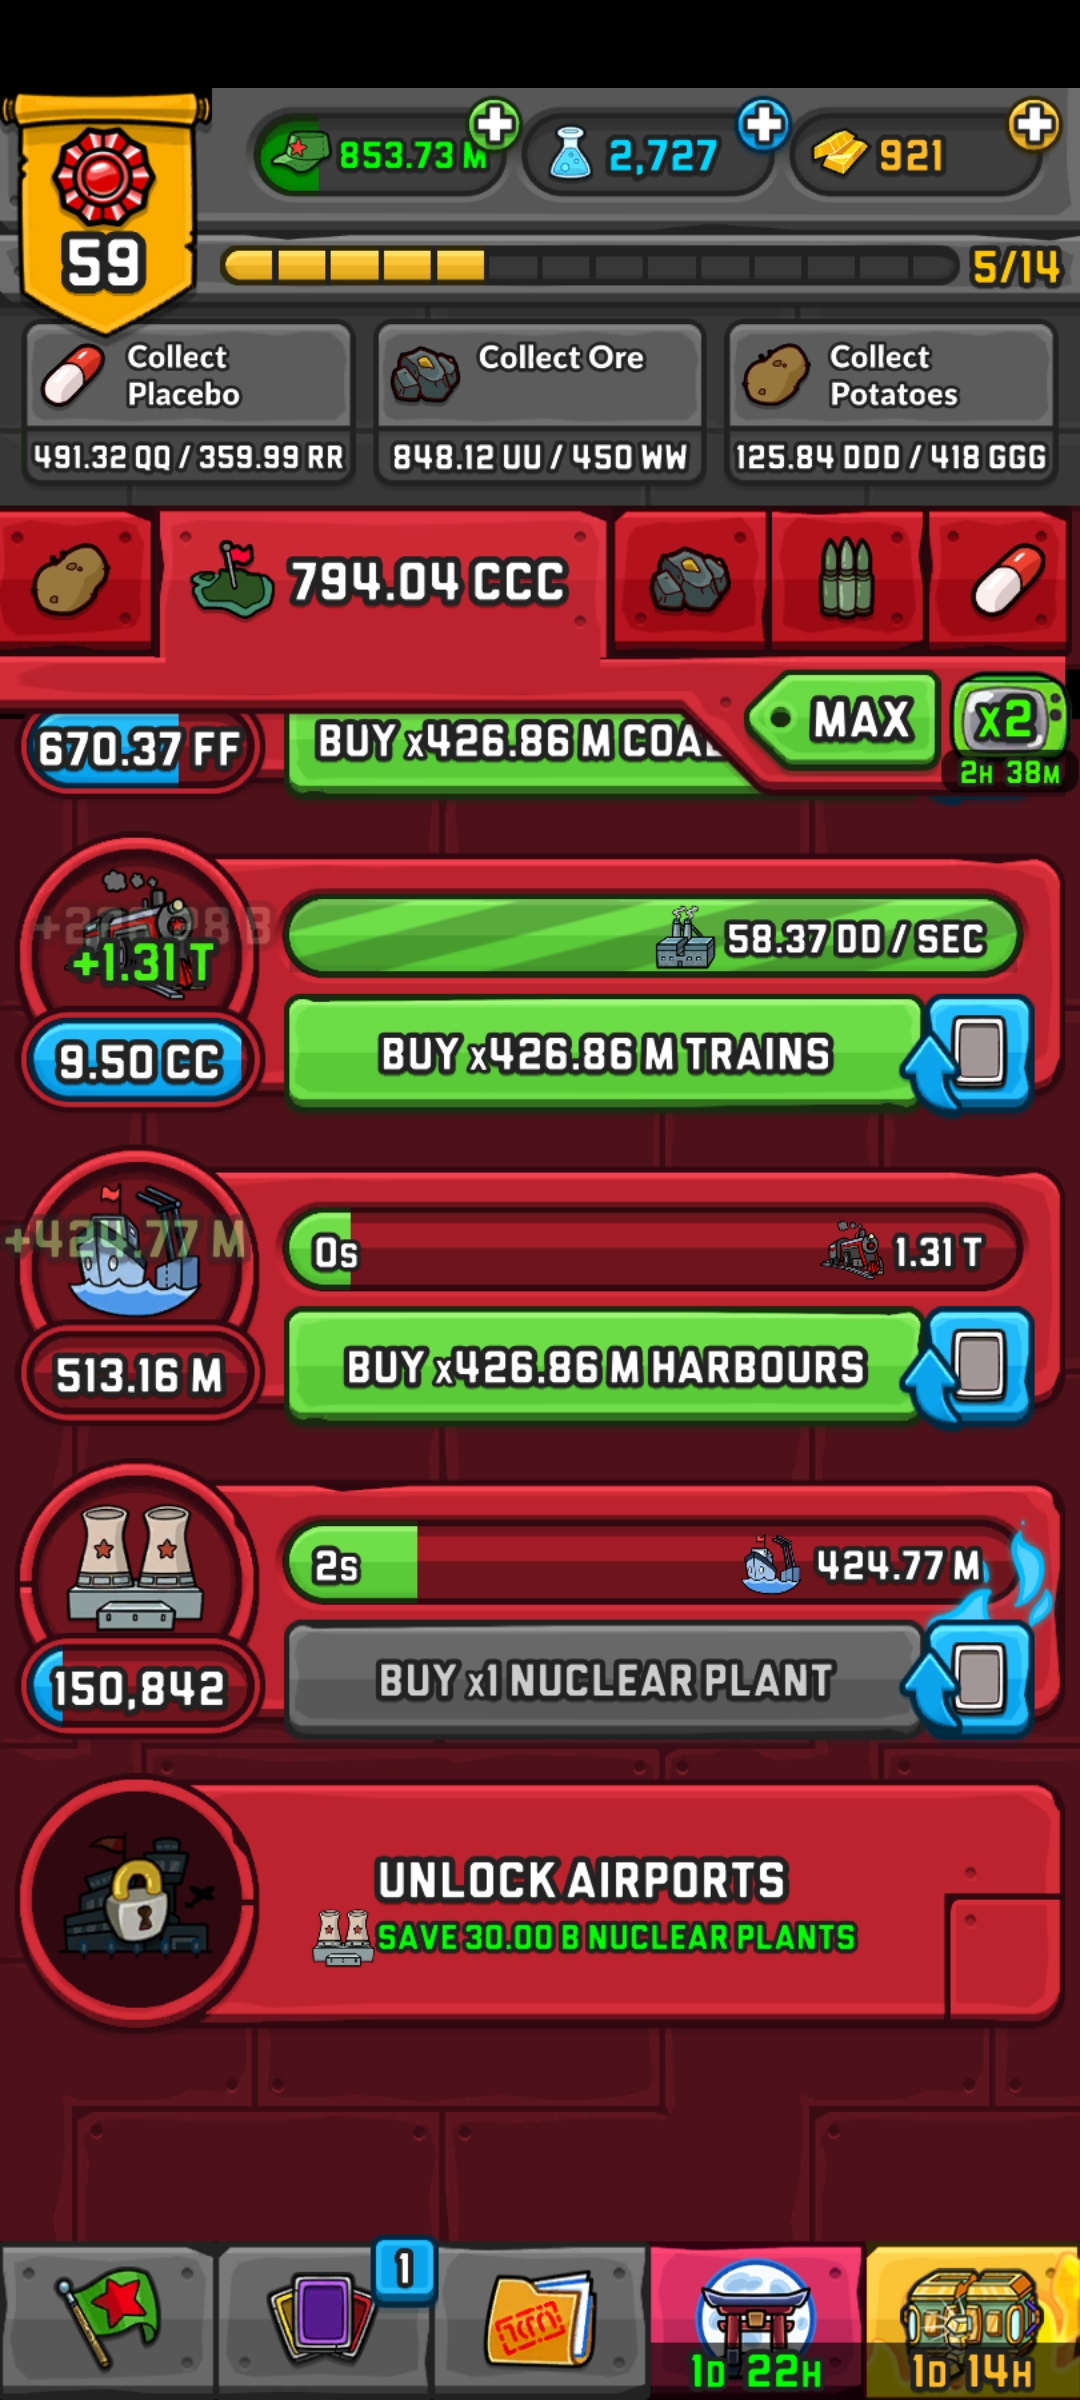 853.73 M
2,727
921
59
5/14
Collect
Placebo
491.32 QQ / 359.99 RR
Collect Ore
848.12 UU / 450 WW
Collect
Potatoes
125.84 DDD / 418 GGG
794.04 CCC
MAX
x2
2H 38M
670.37 FF
BUY x426.86 M
+1.31 T
58.37 DD / SEC
9.50 CC
BUY x426.86 M TRAINS
+424.77 M
0s
1.31 T
513.16 M
BUY x426.86 M HARBOURS
2s
424.77 M
150,842
BUY x1 NUCLEAR PLANT
UNLOCK AIRPORTS
SAVE 30.00 B NUCLEAR PLANTS
1
1D 22H
1D 14H